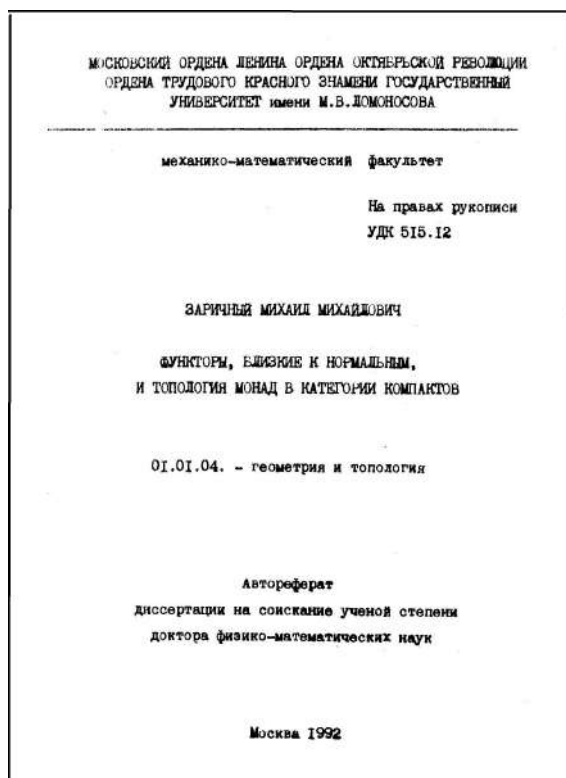 МОСКОВСКИЙ ОРДЕНА ЛЕНИНА ОРДЕНА ОКТЯБРЬСКОЙ РЕВОЛЮЦИИ
ОРДЕНА ТРУДОВОГО КРАСНОГО ЗНАМЕНИ ГОСУДАРСТВЕННЫЙ
УНИВЕРСИТЕТ имени М.В.ЛОМОНОСОВА
механико-математический факультет
На правах рукописи
УДК 515.12
ЗАРИЧНЫЙ МИХАИЛ МИХАЙЛОВИЧ
ФУНКТОРЫ, БЛИЗКИЕ К НОРМАЛЬНЫМ,
И ТОПОЛОГИЯ МОНАД В КАТЕГОРИИ КОМПАКТОВ
01.01.04. - геометрия и топология
Автореферат
диссертации на соискание ученой степени
доктора физико-математических наук
Москва 1992